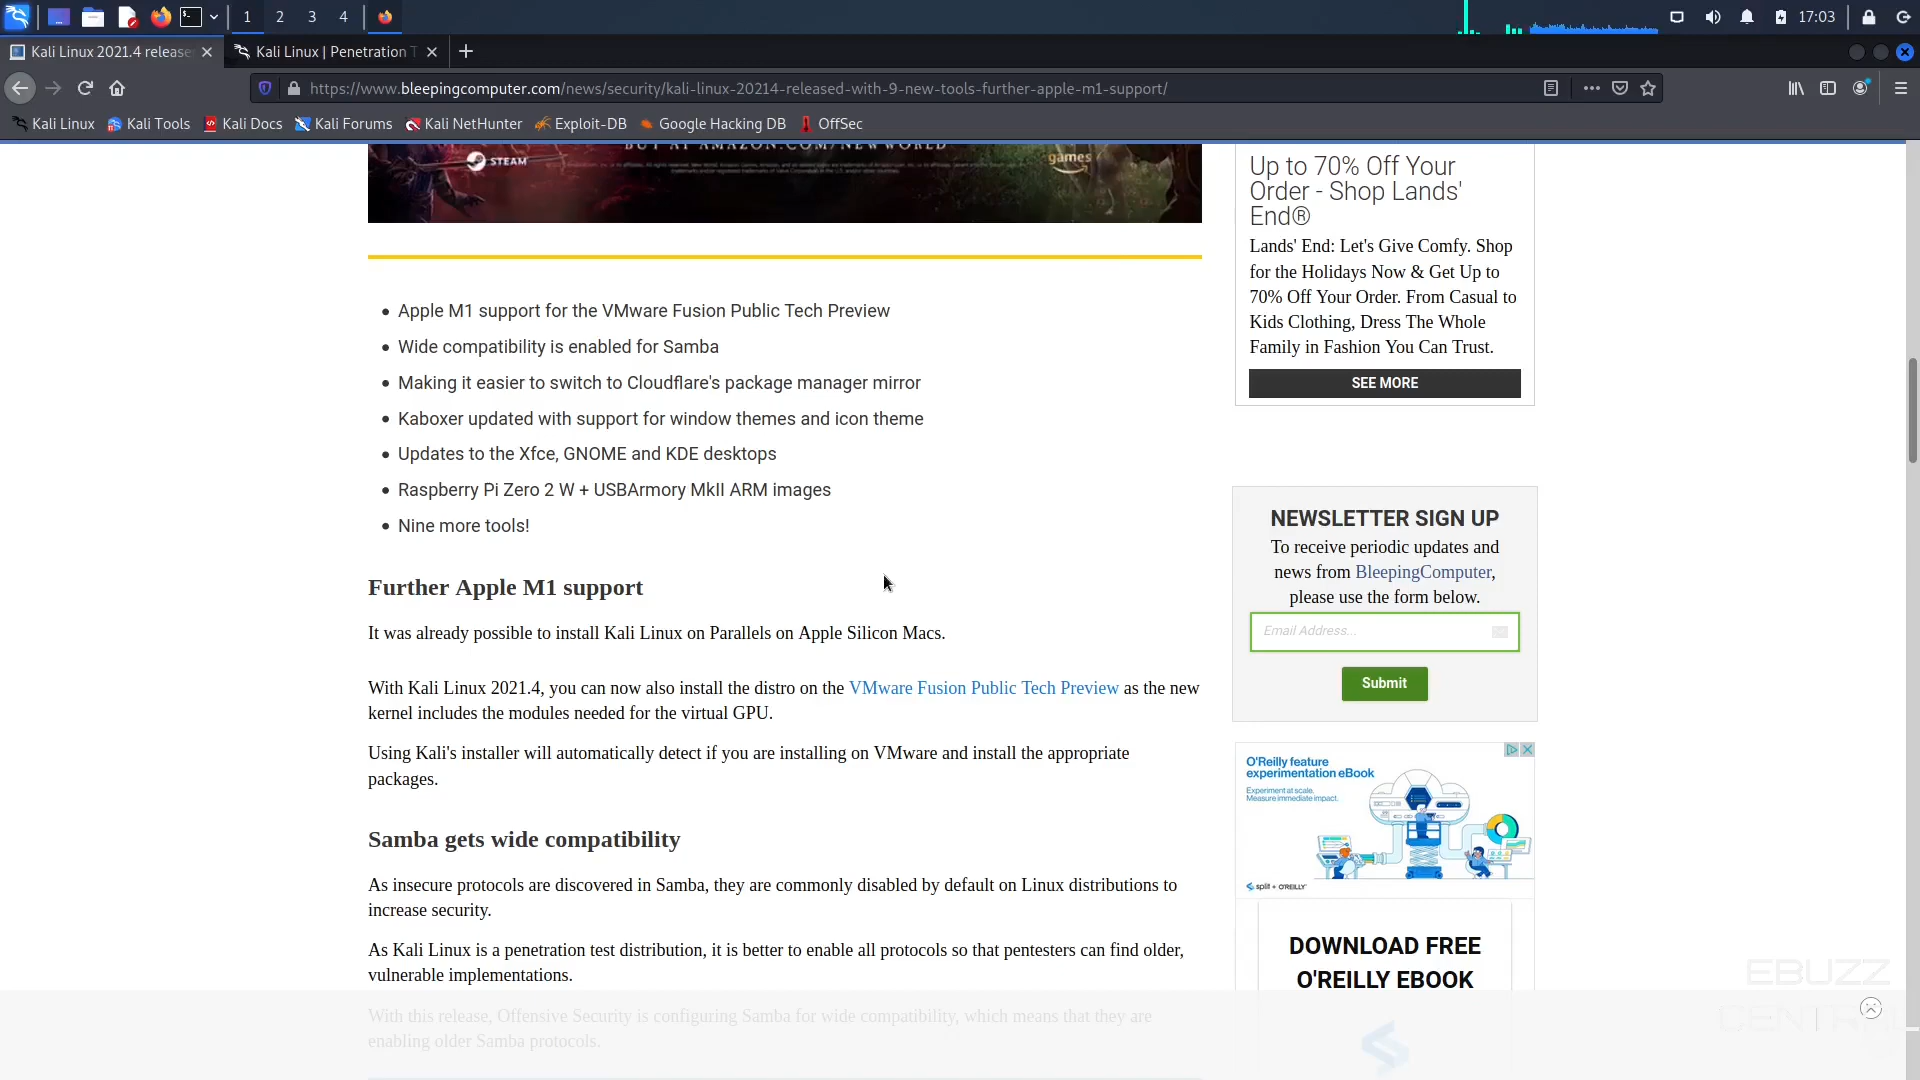 1 2 3 4
17:03
Kali Linux 2021.4 release
Kali Linux | Penetration T
https://www.bleepingcomputer.com/news/security/kali-linux-20214-released-with-9-new-tools-further-apple-m1-support/
Kali Linux
Kali Tools
Kali Docs
Kali Forums
Kali NetHunter
Exploit-DB
Google Hacking DB
OffSec
BUY AT AMAZON.COM/NEWWORLD
STEAM
games
Apple M1 support for the VMware Fusion Public Tech Preview
Wide compatibility is enabled for Samba
Making it easier to switch to Cloudflare's package manager mirror
Kaboxer updated with support for window themes and icon theme
Updates to the Xfce, GNOME and KDE desktops
Raspberry Pi Zero 2 W + USBArmory MkII ARM images
Nine more tools!
Further Apple M1 support
It was already possible to install Kali Linux on Parallels on Apple Silicon Macs.
With Kali Linux 2021.4, you can now also install the distro on the VMware Fusion Public Tech Preview as the new
kernel includes the modules needed for the virtual GPU.
Using Kali's installer will automatically detect if you are installing on VMware and install the appropriate
packages.
Samba gets wide compatibility
As insecure protocols are discovered in Samba, they are commonly disabled by default on Linux distributions to
increase security.
As Kali Linux is a penetration test distribution, it is better to enable all protocols so that pentesters can find older,
vulnerable implementations.
With this release, Offensive Security is configuring Samba for wide compatibility, which means that they are
enabling older Samba protocols.
Up to 70% Off Your
Order - Shop Lands'
End®
Lands' End: Let's Give Comfy. Shop
for the Holidays Now & Get Up to
70% Off Your Order. From Casual to
Kids Clothing, Dress The Whole
Family in Fashion You Can Trust.
SEE MORE
NEWSLETTER SIGN UP
To receive periodic updates and
news from BleepingComputer,
please use the form below.
Email Address...
Submit
O'Reilly feature
experimentation eBook
Experiment at scale.
Measure immediate impact.
split + O'REILLY
DOWNLOAD FREE
O'REILLY EBOOK
EBUZZ
CENTRAL